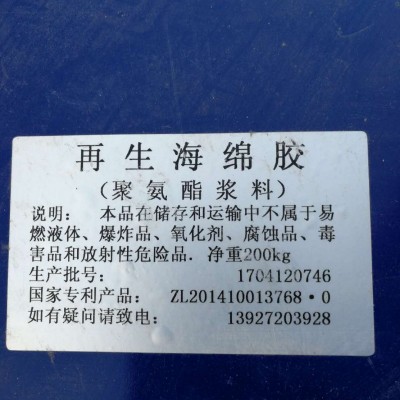 再生海绵胶
（聚氨酯浆料）
说明： 本品在储存和运输中不属于易
燃液体、爆炸品、氧化剂、腐蚀品、毒
害品和放射性危险品．净重200kg
生产批号： 1704120746
国家专利产品： ZL201410013768·0
如有疑问请致电： 13927203928